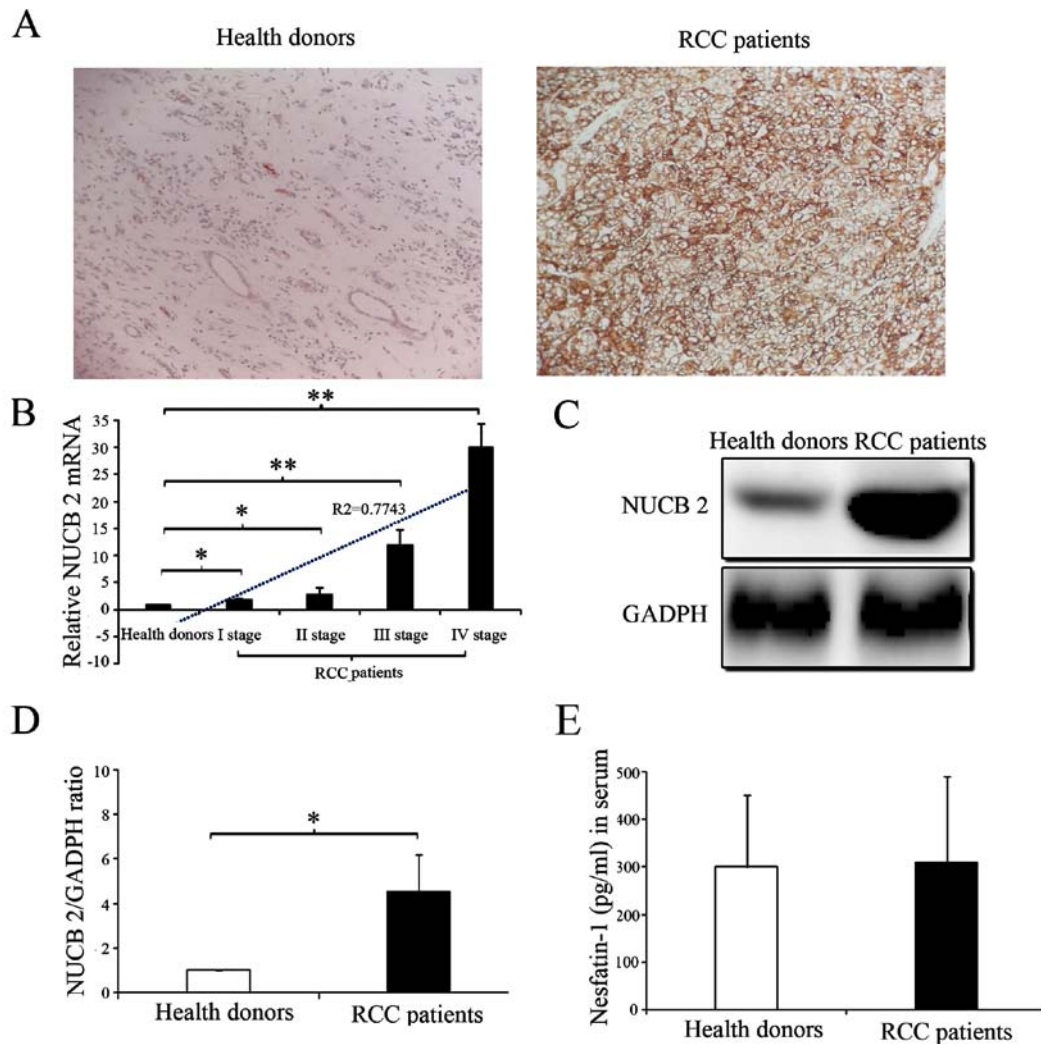 A
Health donors
RCC patients
B
Relative NUCB 2 mRNA
35
30
25
20
15
10
5
0
-5
-10
**
**
*
*
R2=0.7743
Health donors I stage II stage III stage IV stage
RCC patients
C
Health donors RCC patients
NUCB 2
GADPH
D
NUCB 2/GADPH ratio
10
8
6
4
2
0
*
Health donors RCC patients
E
Nesfatin-1 (pg/ml) in serum
500
400
300
200
100
0
Health donors RCC patients